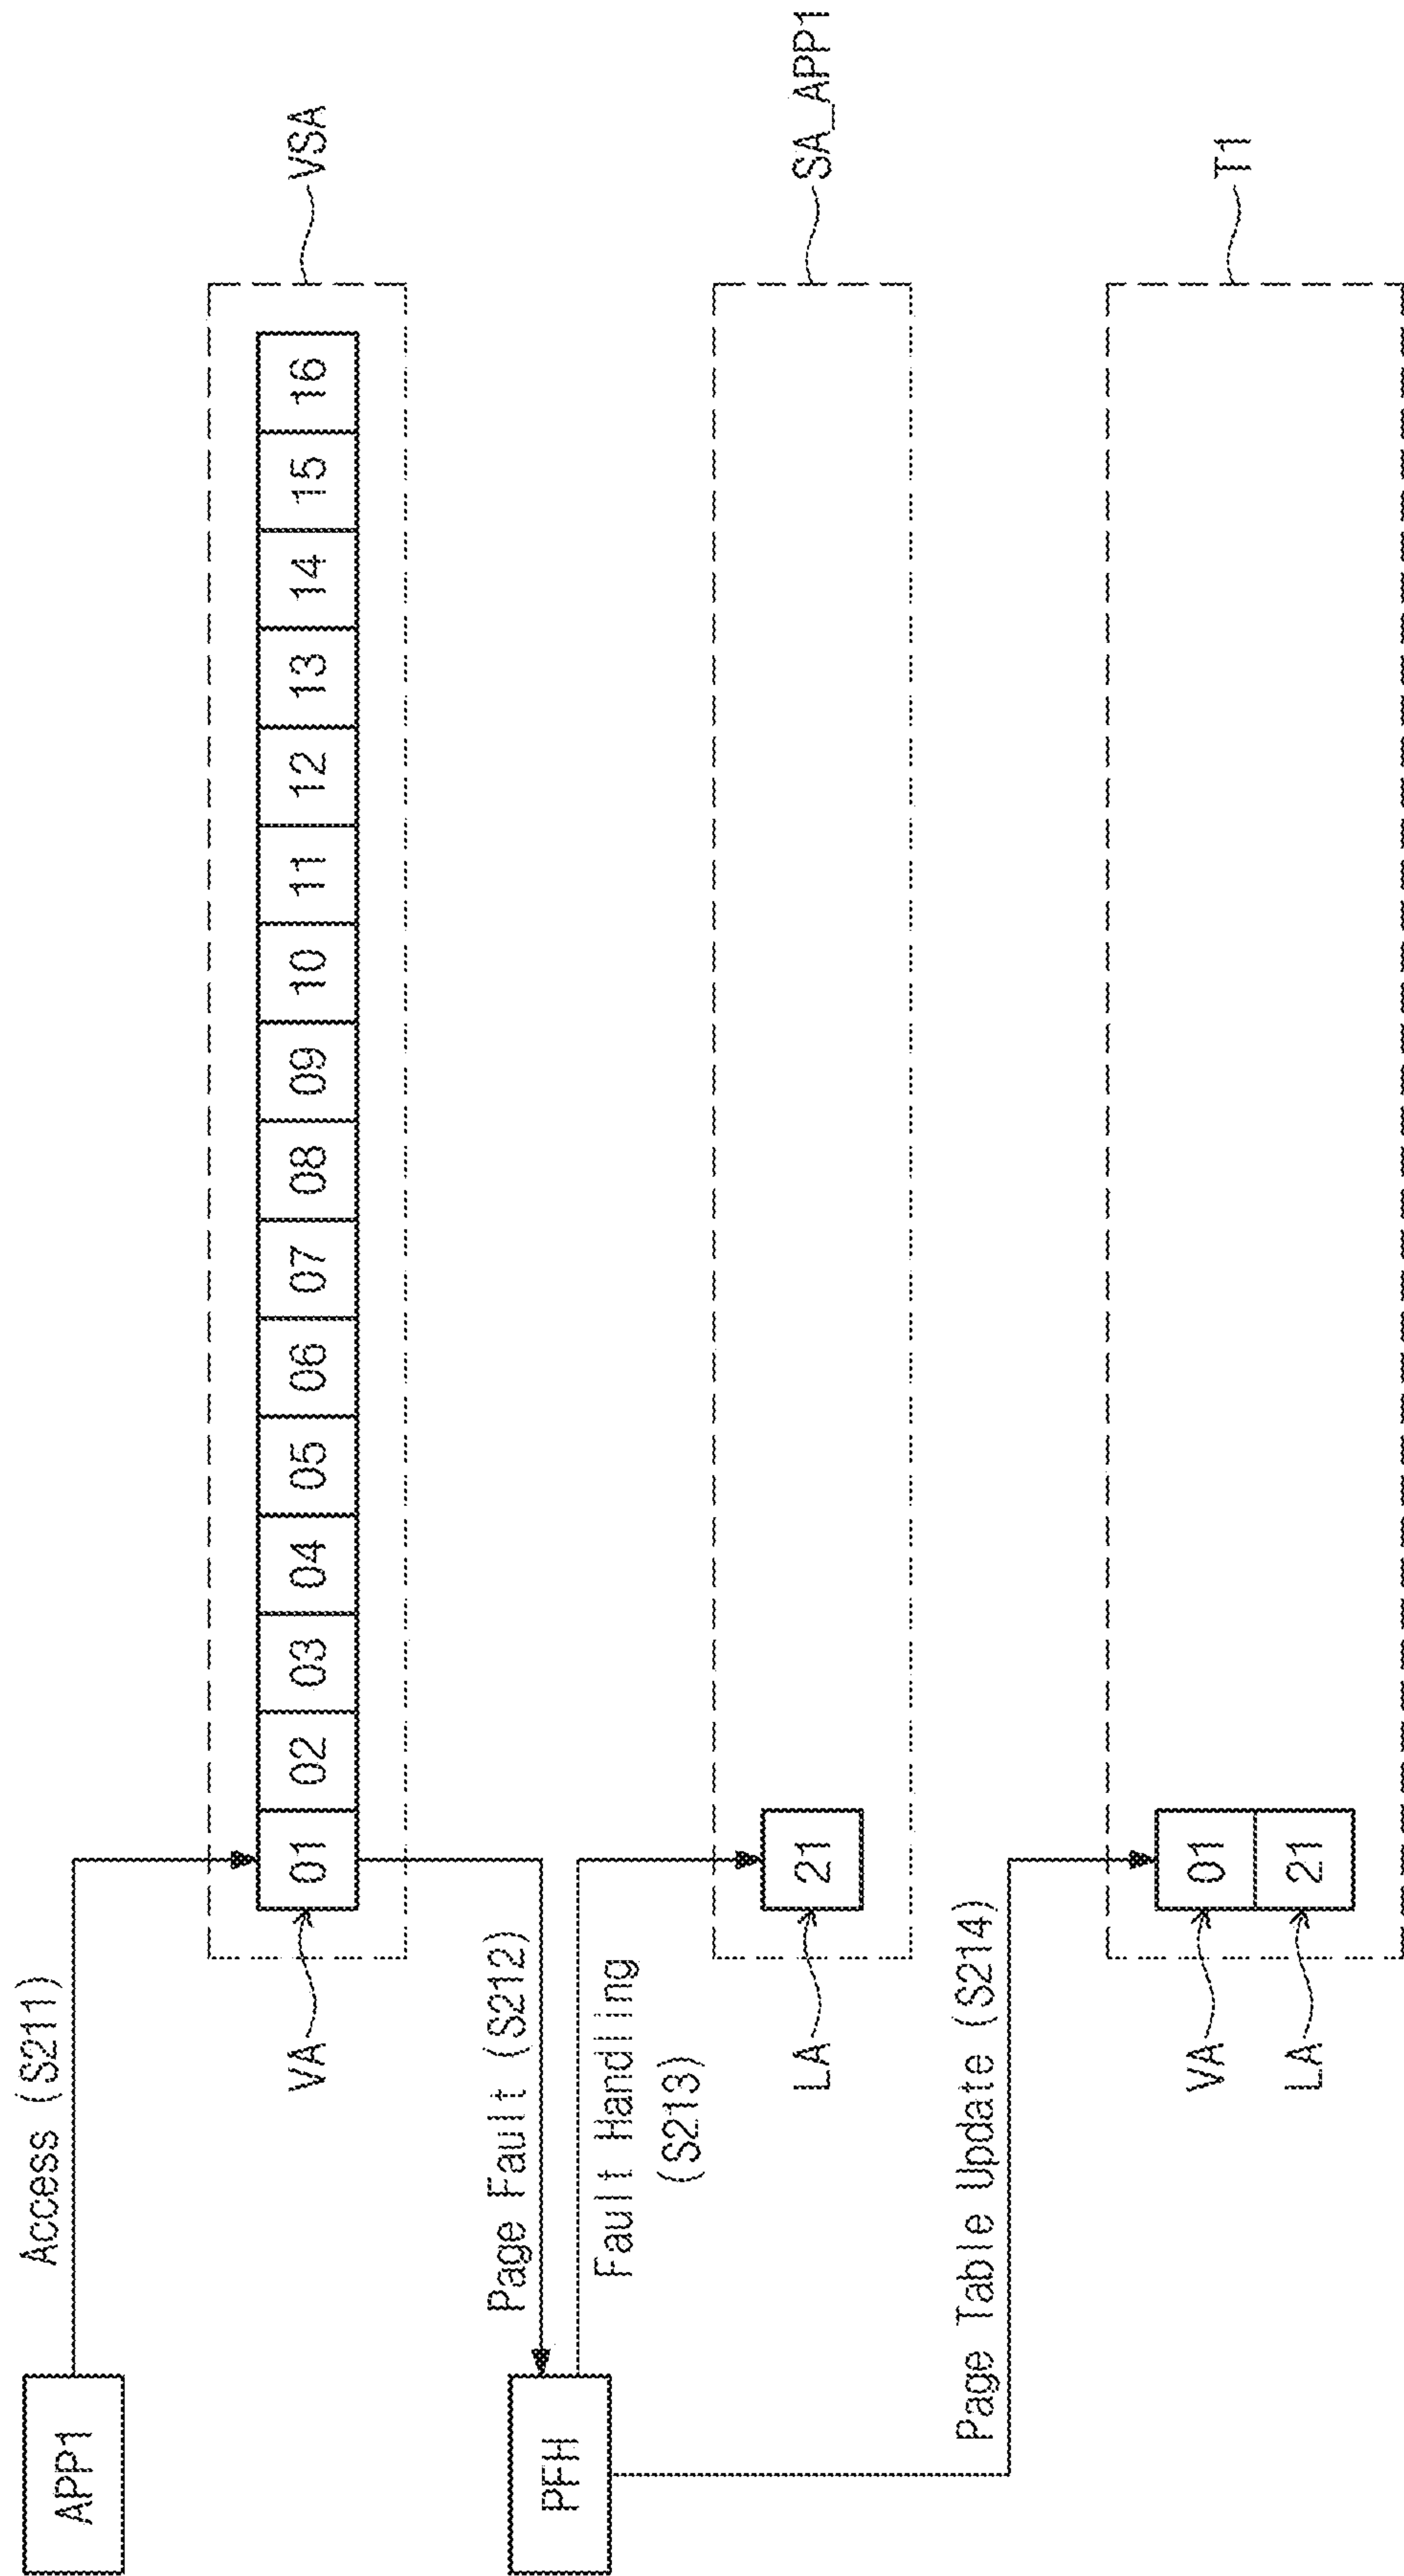 APP1
Access (S211)
VA
01 02 03 04 05 06 07 08 09 10 11 12 13 14 15 16
VSA
Page Fault (S212)
PFH
Fault Handling
(S213)
LA
21
SA_APP1
Page Table Update (S214)
VA
01
LA
21
T1